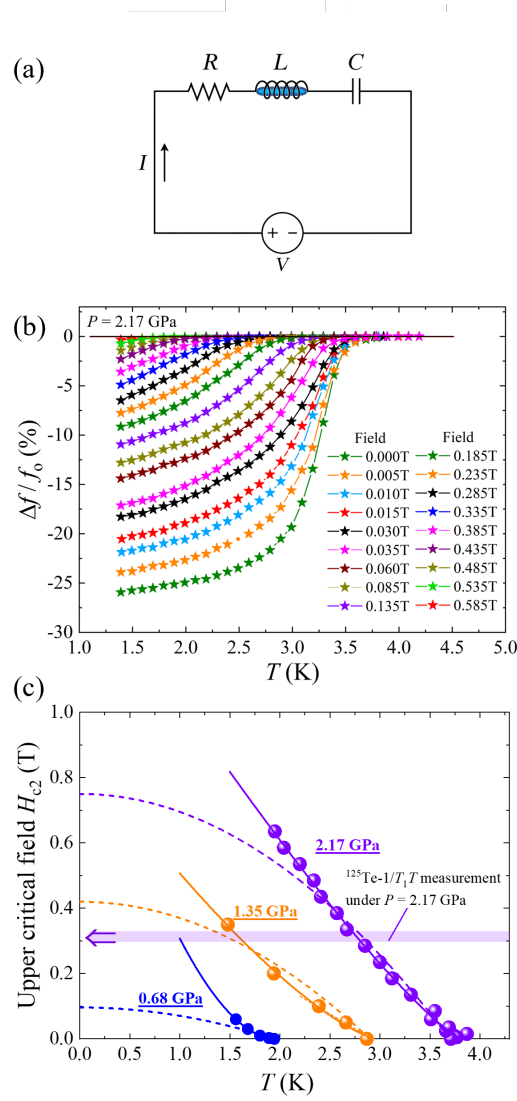 (a)
R L C
I
+ −
V
(b)
P = 2.17 GPa
Δf / f₀ (%)
0
-5
-10
-15
-20
-25
-30
Field Field
0.000T 0.185T
0.005T 0.235T
0.010T 0.285T
0.015T 0.335T
0.030T 0.385T
0.035T 0.435T
0.060T 0.485T
0.085T 0.535T
0.135T 0.585T
1.0 1.5 2.0 2.5 3.0 3.5 4.0 4.5 5.0
T (K)
(c)
Upper critical field Hc2 (T)
1.0
0.8
0.6
0.4
0.2
0.0
2.17 GPa
¹²⁵Te-1/T₁T measurement
under P = 2.17 GPa
1.35 GPa
0.68 GPa
0.0 0.5 1.0 1.5 2.0 2.5 3.0 3.5 4.0
T (K)